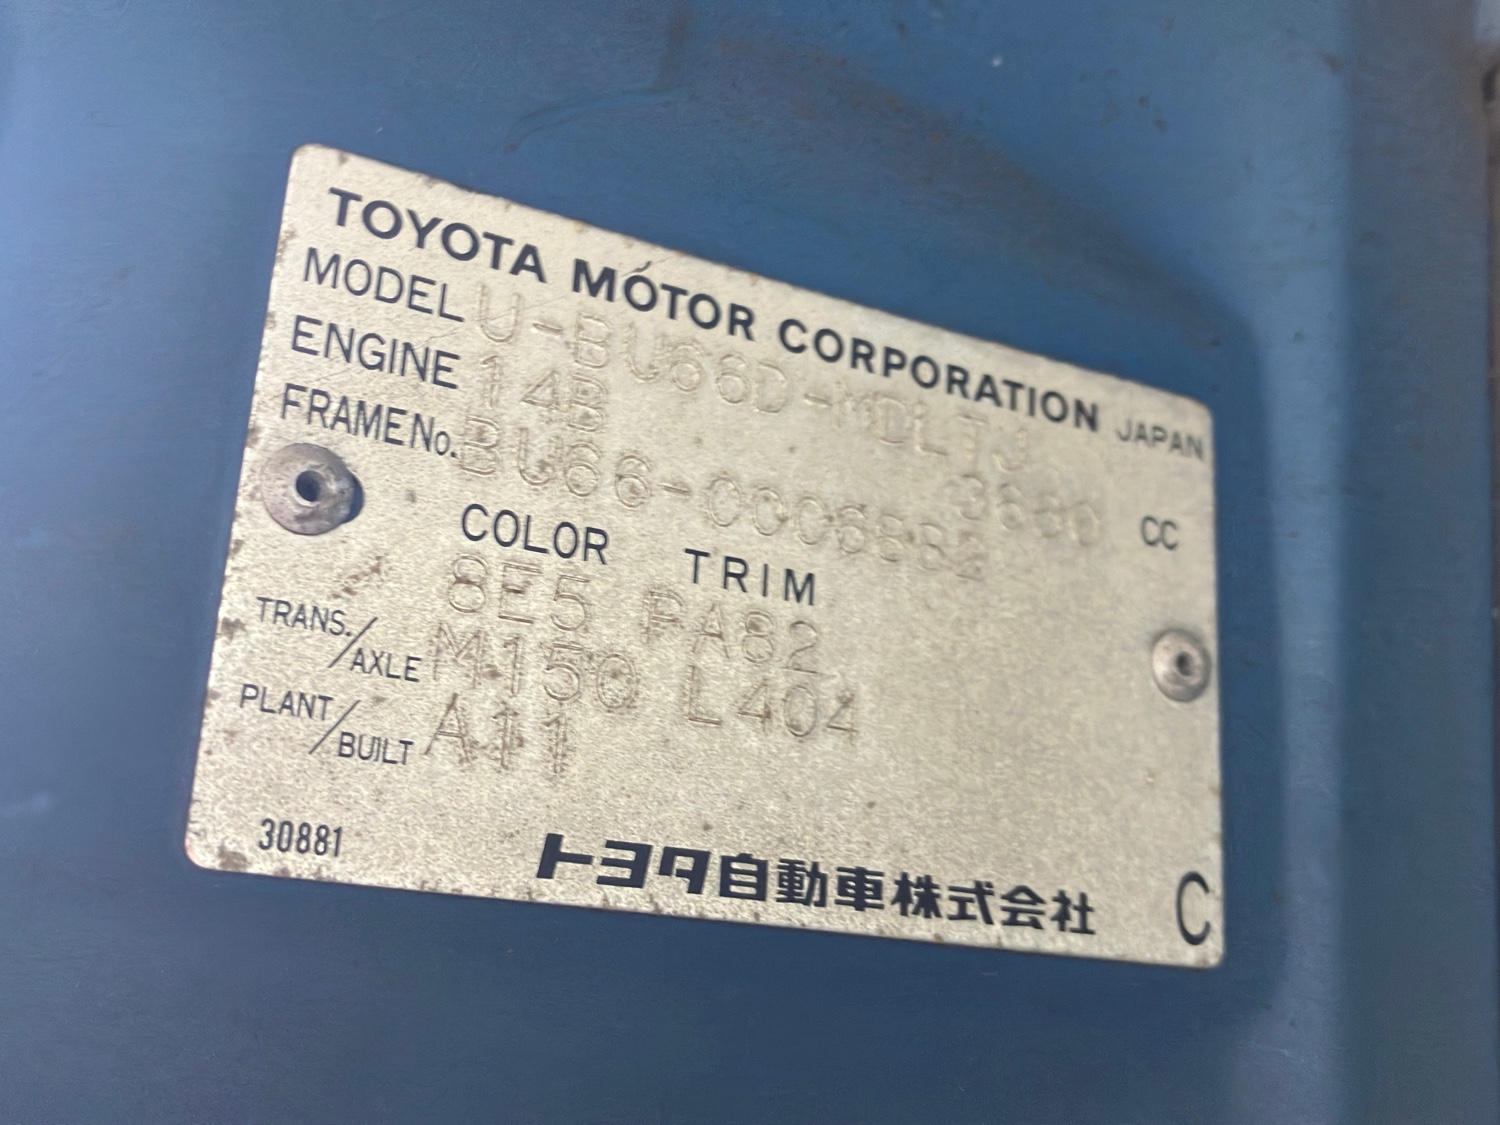 TOYOTA MOTOR CORPORATION JAPAN
MODEL U-BU66D-MDLTJ
ENGINE 14B 3660 CC
FRAME No. BU66-0006882
COLOR TRIM
8E5 PA82
TRANS./AXLE M150 L404
PLANT/BUILT A11
30881
トヨタ自動車株式会社 C